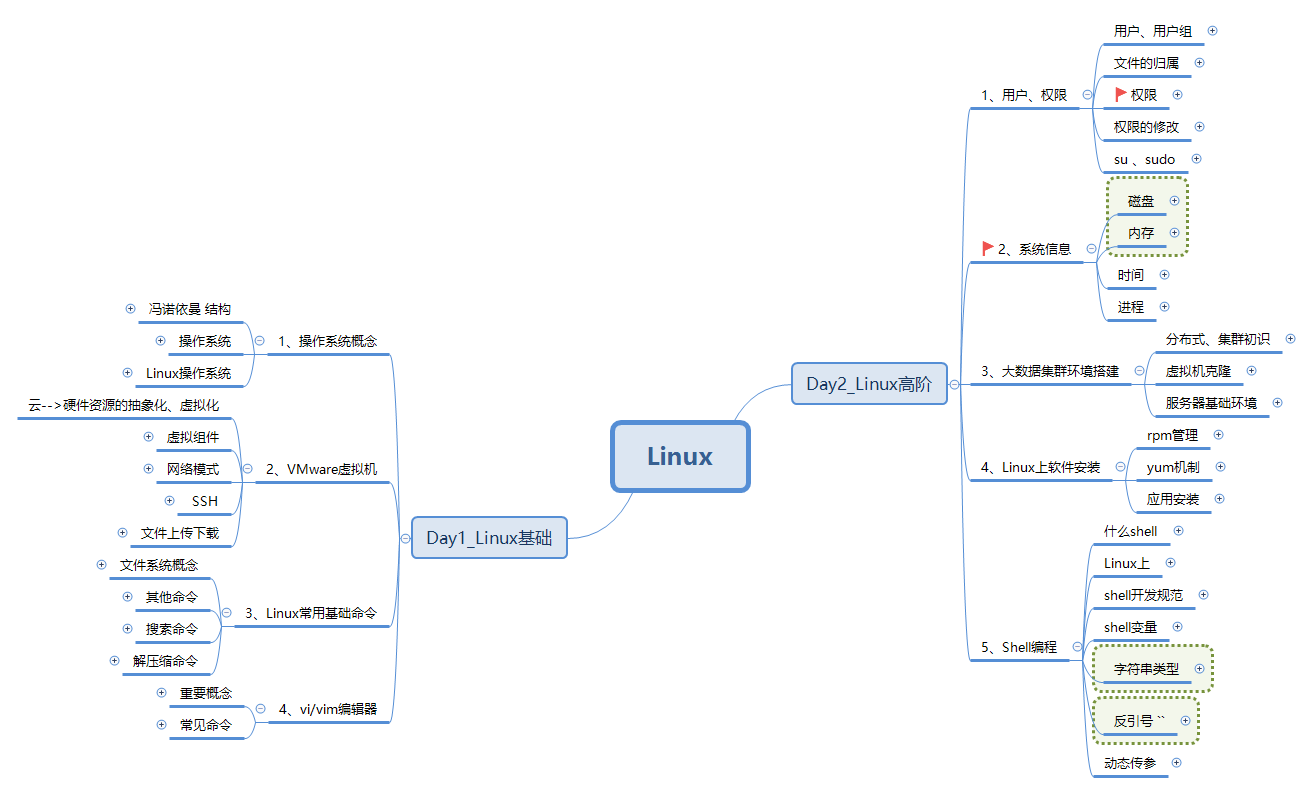 Linux
Day1_Linux基础
1、操作系统概念
冯诺依曼 结构
操作系统
Linux操作系统
2、VMware虚拟机
云-->硬件资源的抽象化、虚拟化
虚拟组件
网络模式
SSH
文件上传下载
3、Linux常用基础命令
文件系统概念
其他命令
搜索命令
解压缩命令
4、vi/vim编辑器
重要概念
常见命令
Day2_Linux高阶
1、用户、权限
用户、用户组
文件的归属
权限
权限的修改
su 、sudo
2、系统信息
磁盘
内存
时间
进程
3、大数据集群环境搭建
分布式、集群初识
虚拟机克隆
服务器基础环境
4、Linux上软件安装
rpm管理
yum机制
应用安装
5、Shell编程
什么shell
Linux上
shell开发规范
shell变量
字符串类型
反引号 ``
动态传参